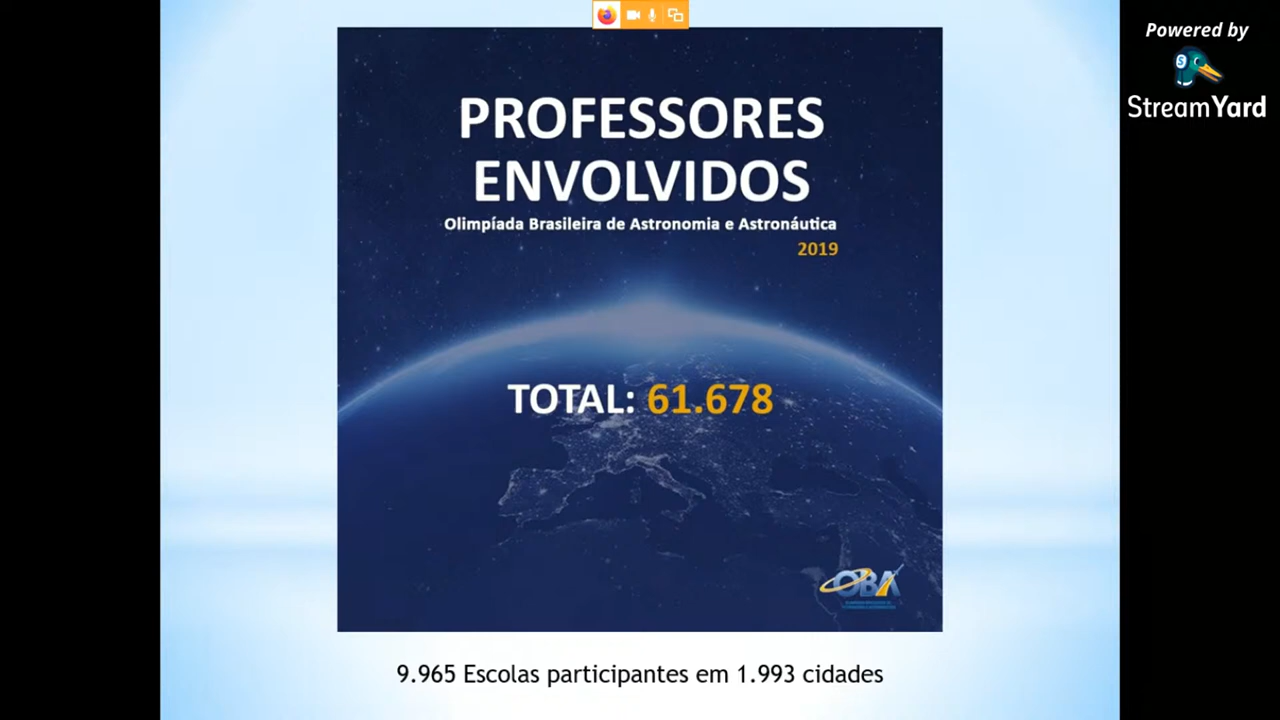 Powered by
StreamYard
PROFESSORES
ENVOLVIDOS
Olimpíada Brasileira de Astronomia e Astronáutica
2019
TOTAL: 61.678
OBA
9.965 Escolas participantes em 1.993 cidades